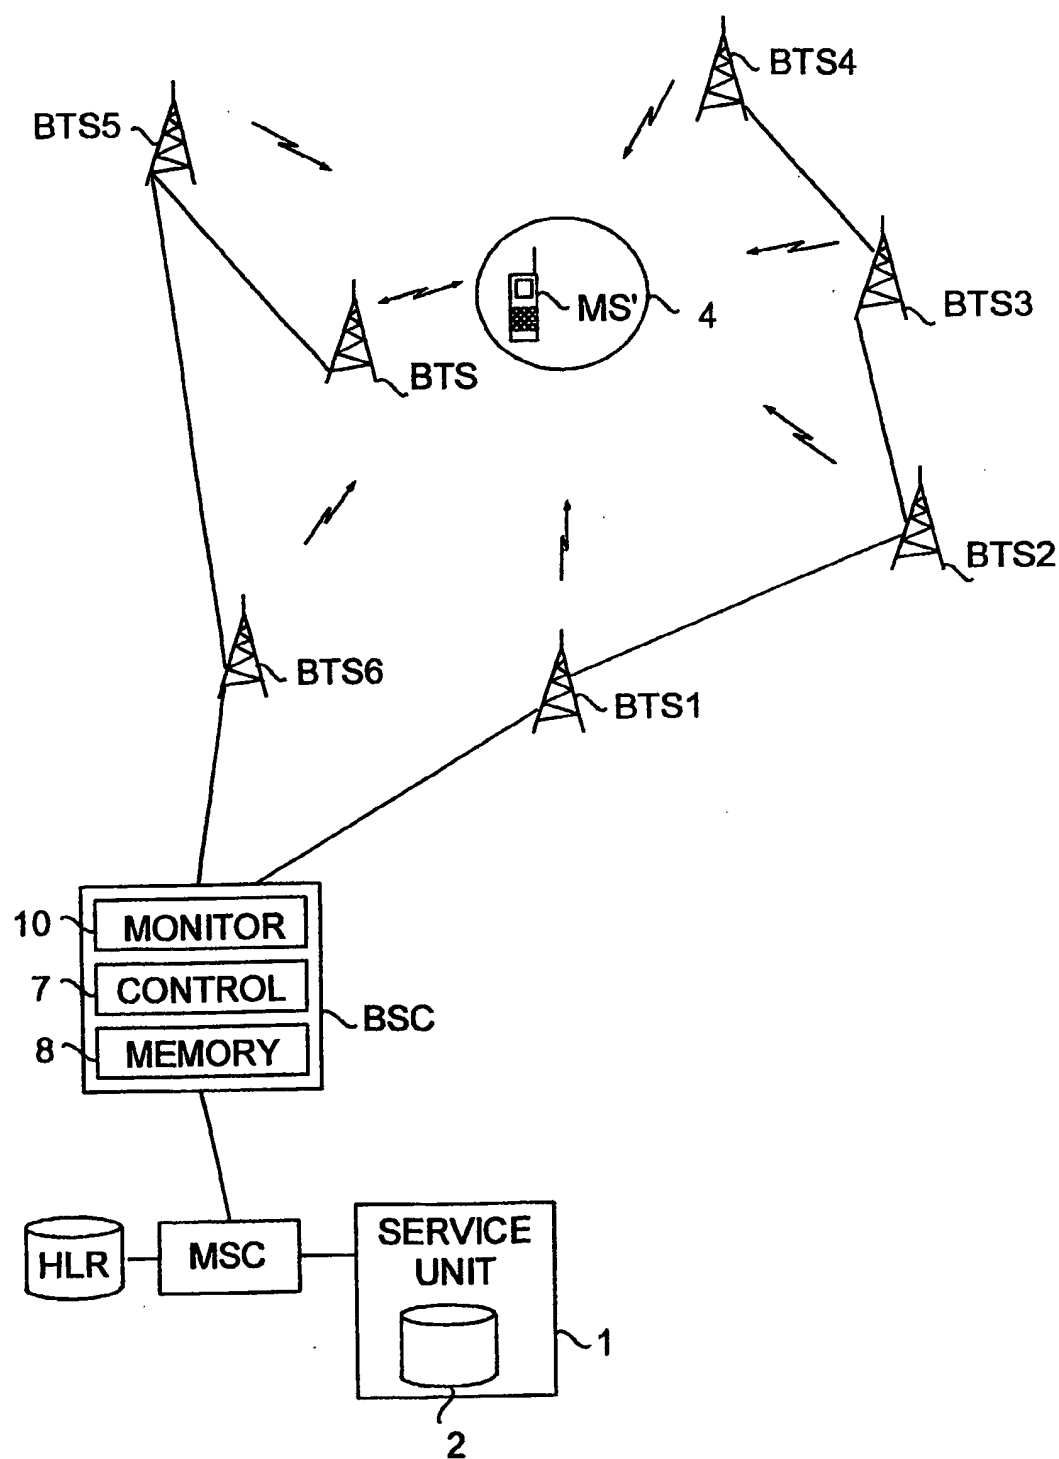 BTS4
BTS5
MS'
4
BTS3
BTS
BTS2
BTS6
BTS1
10
MONITOR
7
CONTROL
BSC
8
MEMORY
SERVICE
UNIT
HLR
MSC
1
2